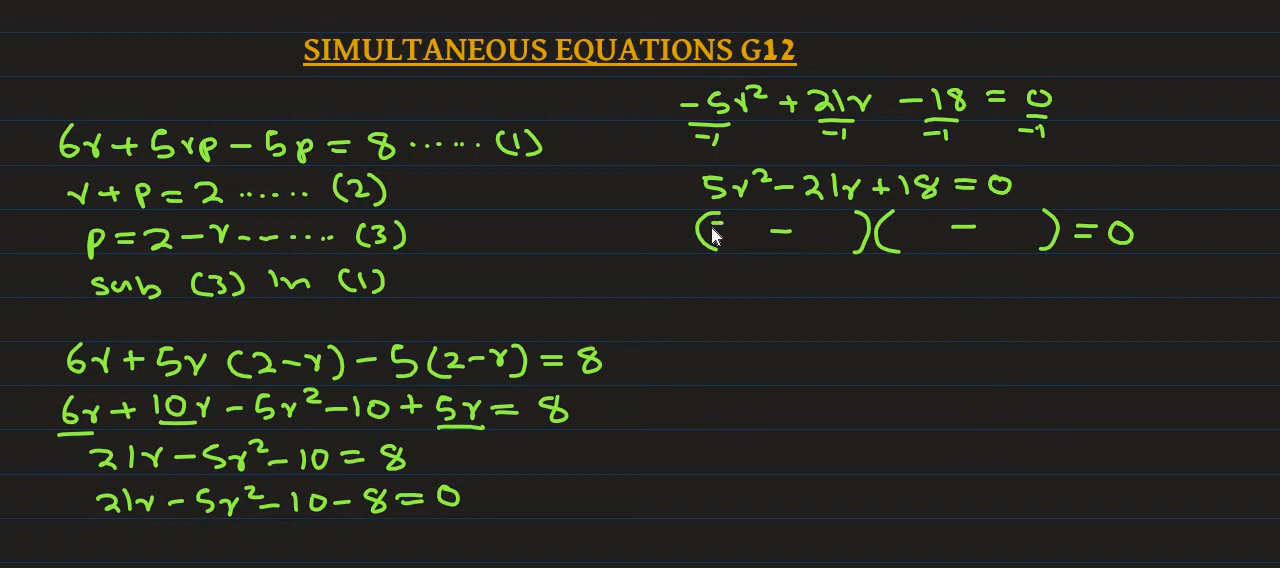 SIMULTANEOUS EQUATIONS G12
6r + 5rp - 5p = 8 ...... (1)
r + p = 2 ...... (2)
p = 2 - r ------.... (3)
sub (3) in (1)
6r + 5r (2-r) - 5(2-r) = 8
6r + 10r - 5r² - 10 + 5r = 8
21r - 5r² - 10 = 8
21r - 5r² - 10 - 8 = 0
-5r² + 21r - 18 = 0
-1 -1 -1 -1
5r² - 21r + 18 = 0
( - )( - ) = 0